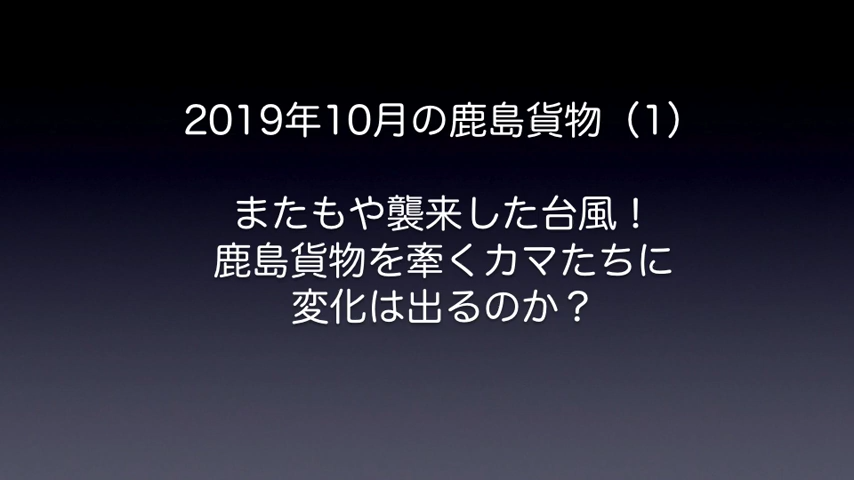 2019年10月の鹿島貨物（1）
またもや襲来した台風！
鹿島貨物を牽くカマたちに
変化は出るのか？